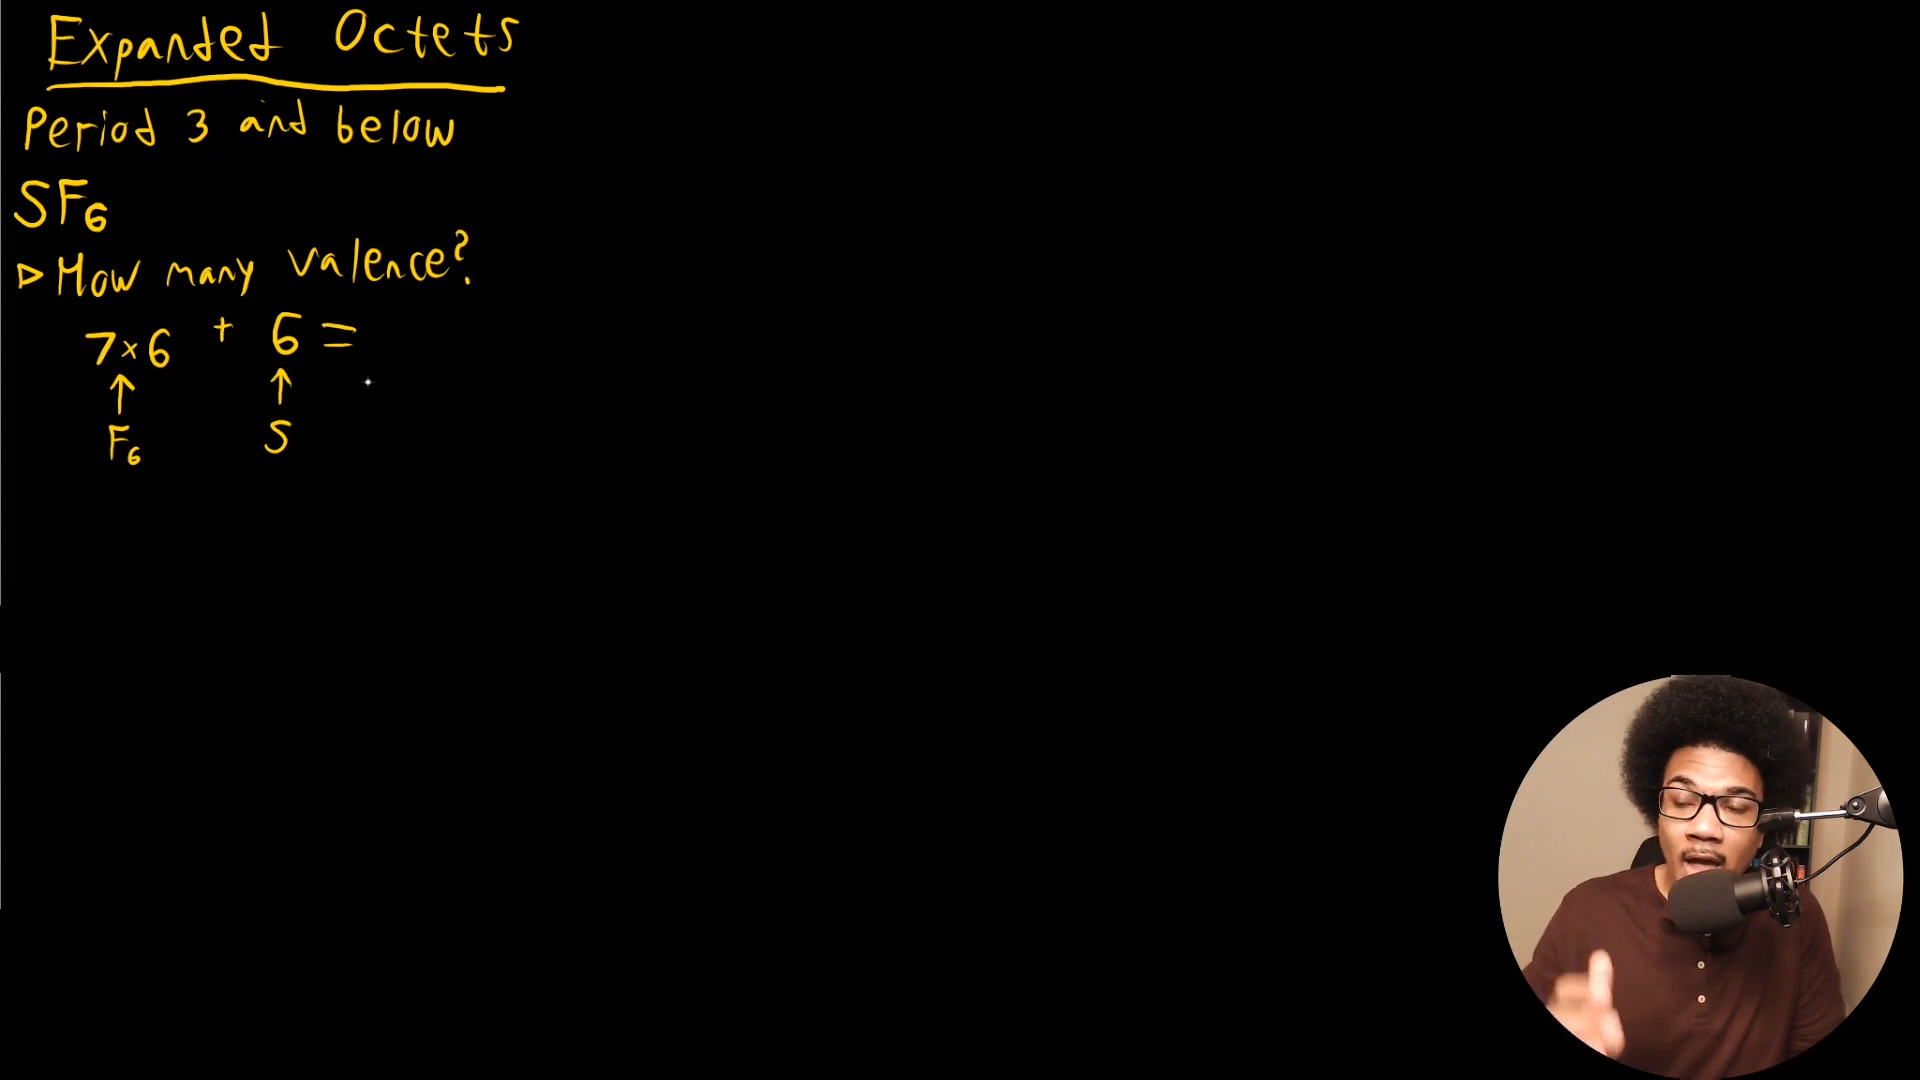 Expanded Octets
Period 3 and below
SF₆
▷ How many valence?
7×6 + 6 =
↑ ↑
F₆ S